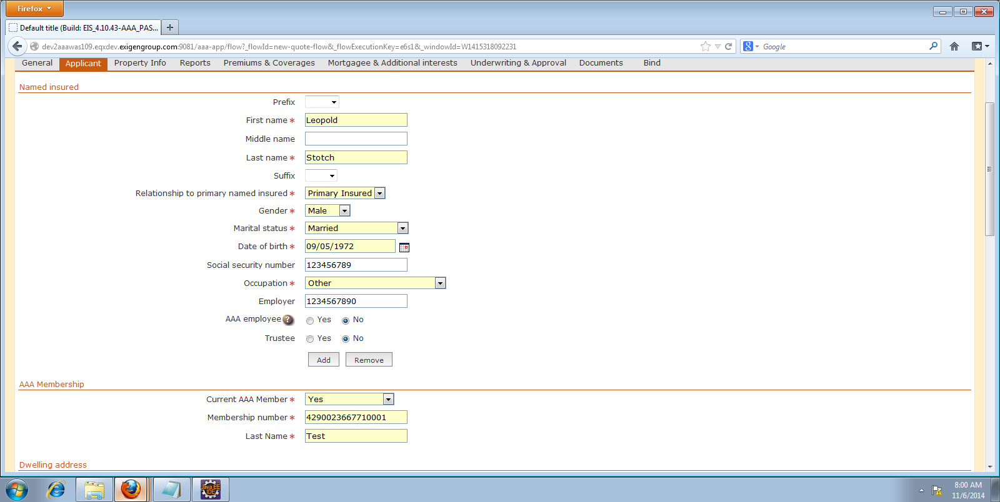 Firefox
Default title (Build: EIS_4.10.43-AAA_PAS...
dev2aaawas109.eqxdev.exigengroup.com:9081/aaa-app/flow?_flowId=new-quote-flow&_flowExecutionKey=e6s1&_windowId=W1415318092231
Google
General Applicant Property Info Reports Premiums & Coverages Mortgagee & Additional interests Underwriting & Approval Documents Bind
Named insured
Prefix
First name * Leopold
Middle name
Last name * Stotch
Suffix
Relationship to primary named insured * Primary Insured
Gender * Male
Marital status * Married
Date of birth * 09/05/1972
Social security number 123456789
Occupation * Other
Employer 1234567890
AAA employee ? Yes No
Trustee Yes No
Add Remove
AAA Membership
Current AAA Member * Yes
Membership number * 4290023667710001
Last Name * Test
Dwelling address
Java EE
IDE
8:00 AM
11/6/2014